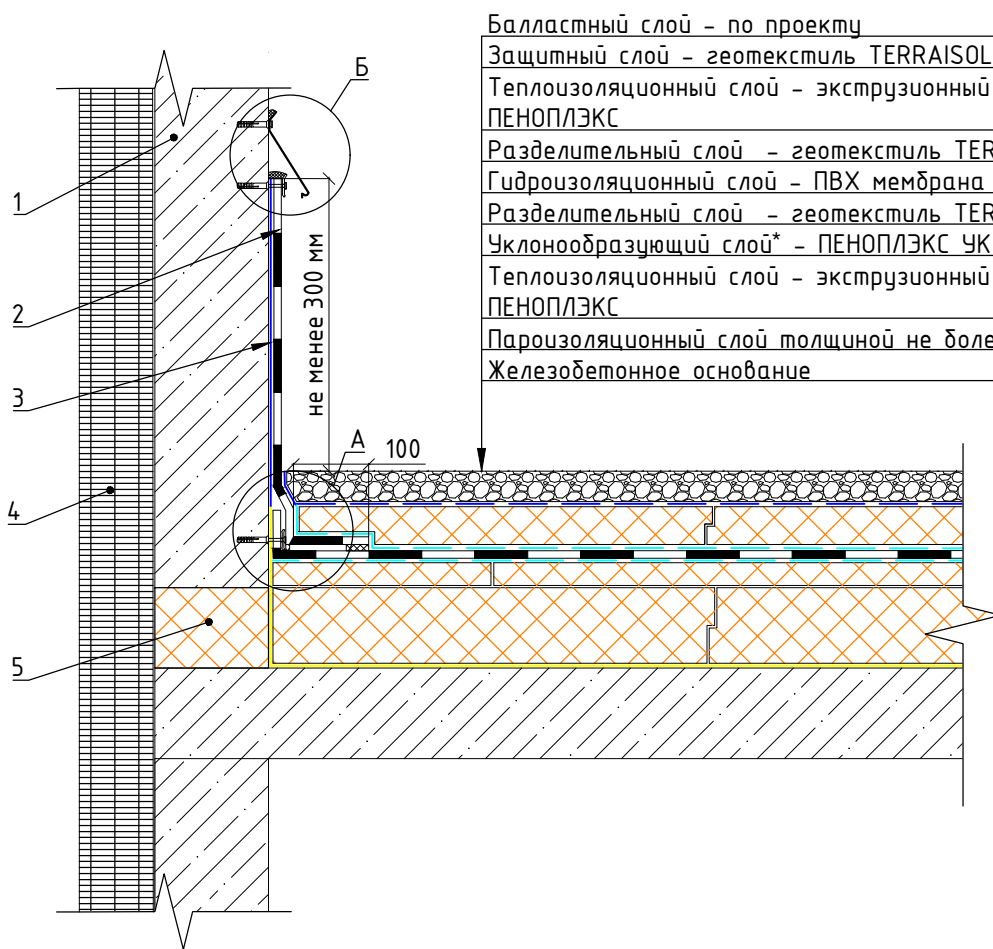 Балластный слой - по проекту
Защитный слой - геотекстиль TERRAISOL
Теплоизоляционный слой - экструзионный
ПЕНОПЛЭКС
Разделительный слой - геотекстиль TER
Гидроизоляционный слой - ПВХ мембрана
Разделительный слой - геотекстиль TER
Уклонообразующий слой* - ПЕНОПЛЭКС УК
Теплоизоляционный слой - экструзионный
ПЕНОПЛЭКС
Пароизоляционный слой толщиной не боле
Железобетонное основание
Б
1
2
3
не менее 300 мм
А
100
4
5